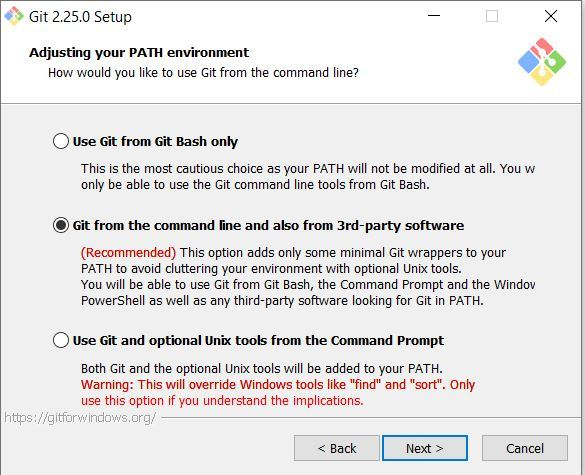 Git 2.25.0 Setup
Adjusting your PATH environment
How would you like to use Git from the command line?
Use Git from Git Bash only
This is the most cautious choice as your PATH will not be modified at all. You w
only be able to use the Git command line tools from Git Bash.
Git from the command line and also from 3rd-party software
(Recommended) This option adds only some minimal Git wrappers to your
PATH to avoid cluttering your environment with optional Unix tools.
You will be able to use Git from Git Bash, the Command Prompt and the Window
PowerShell as well as any third-party software looking for Git in PATH.
Use Git and optional Unix tools from the Command Prompt
Both Git and the optional Unix tools will be added to your PATH.
Warning: This will override Windows tools like "find" and "sort". Only
use this option if you understand the implications.
https://gitforwindows.org/
< Back
Next >
Cancel